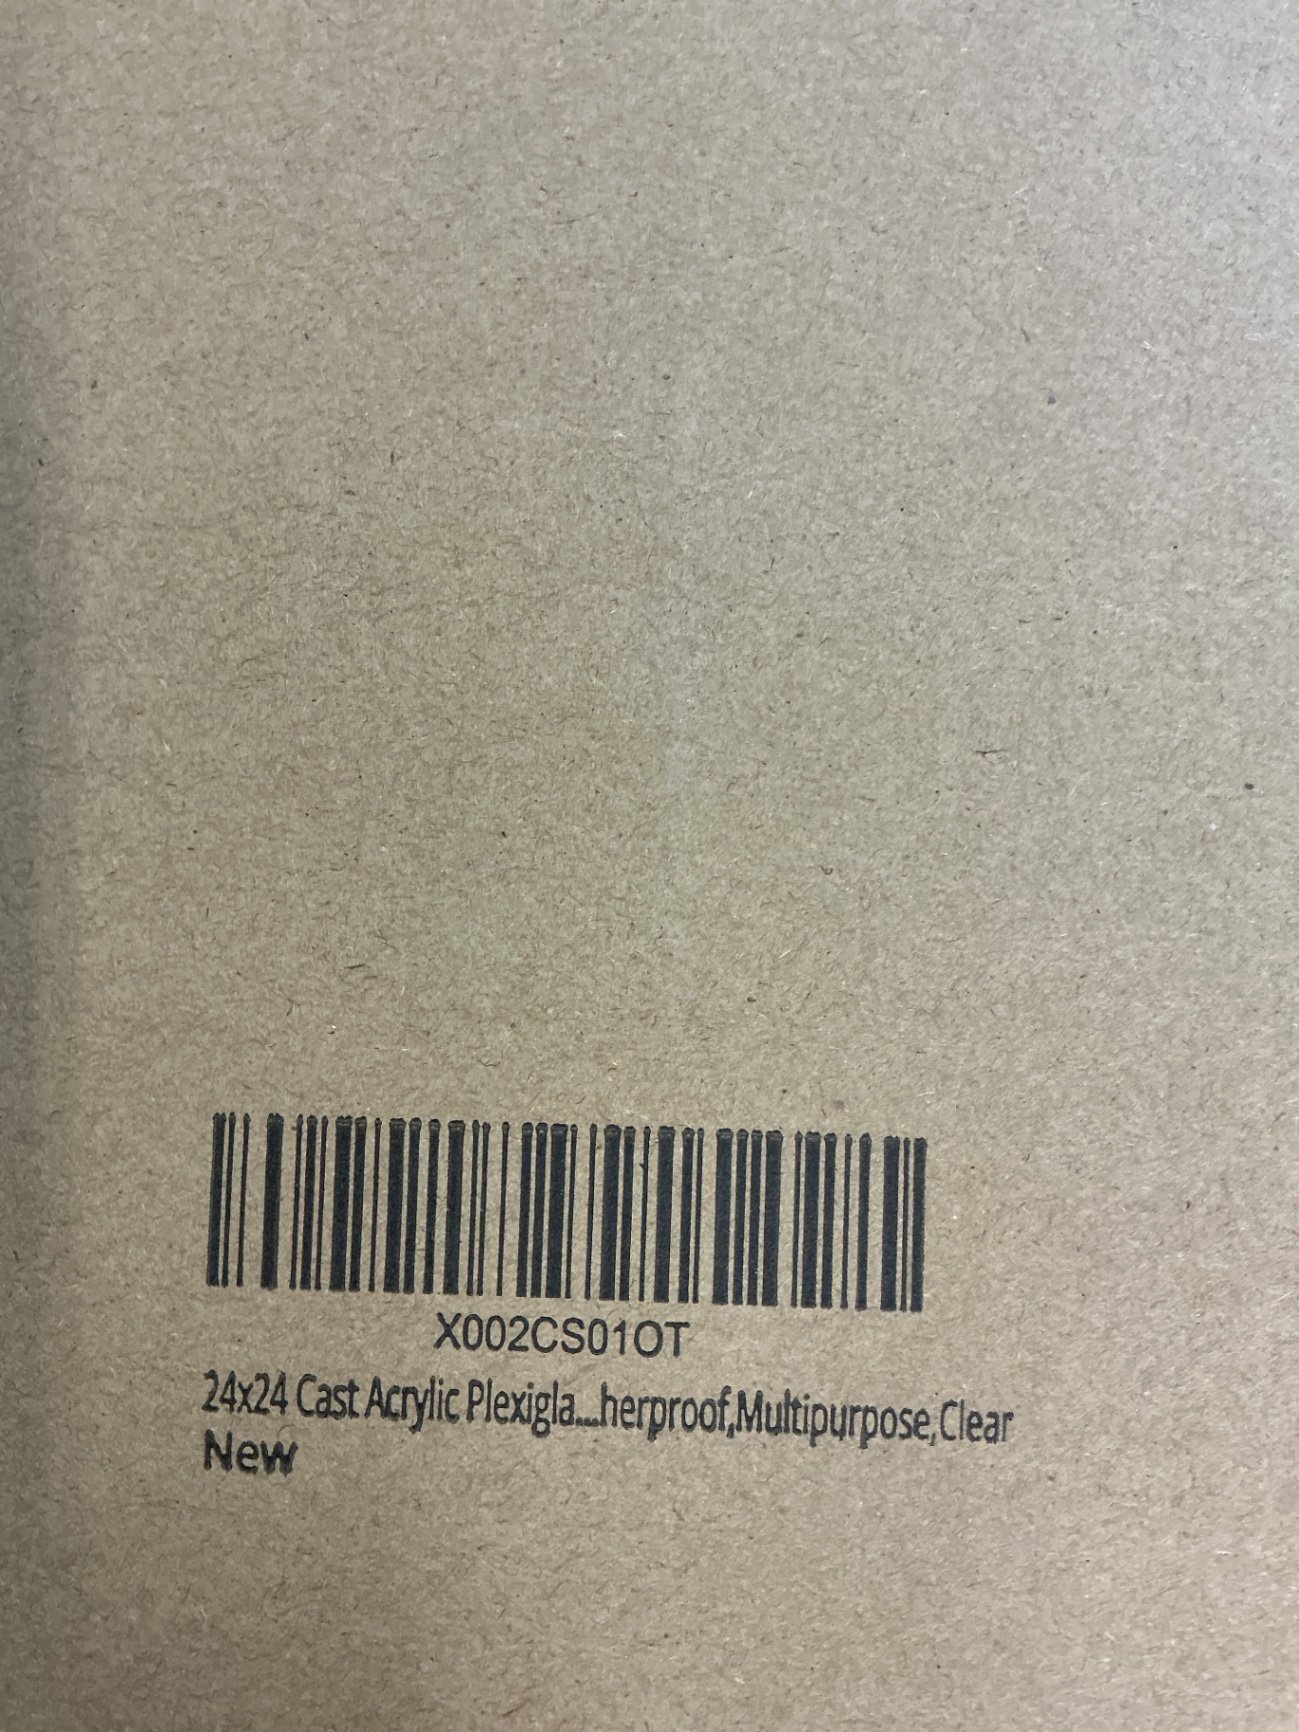 X002CS01OT
24x24 Cast Acrylic Plexigla...herproof,Multipurpose,Clear
New